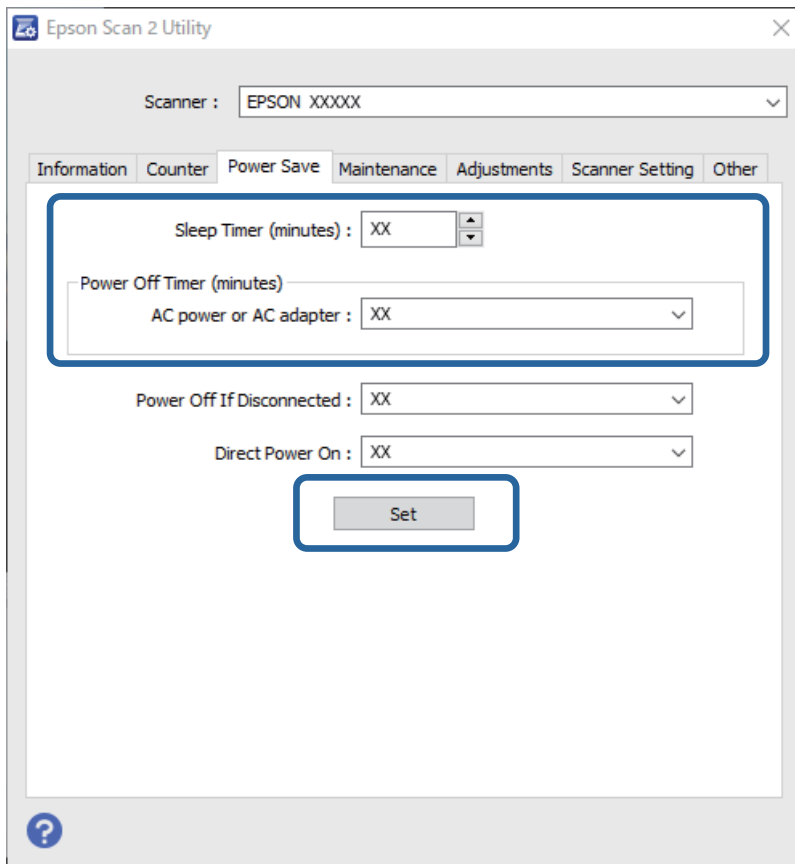 Epson Scan 2 Utility
Scanner : EPSON XXXXX
Information Counter Power Save Maintenance Adjustments Scanner Setting Other
Sleep Timer (minutes) : XX
Power Off Timer (minutes)
AC power or AC adapter : XX
Power Off If Disconnected : XX
Direct Power On : XX
Set
?